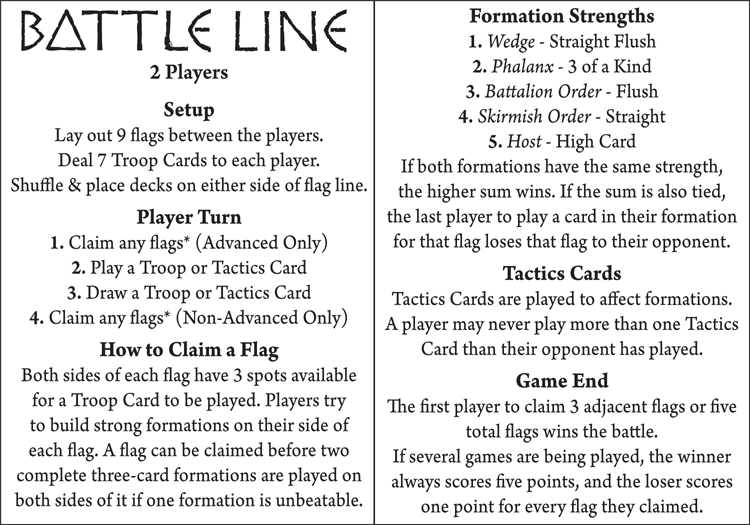 BATTLE LINE
2 Players
Setup
Lay out 9 flags between the players.
Deal 7 Troop Cards to each player.
Shuffle & place decks on either side of flag line.
Player Turn
1. Claim any flags* (Advanced Only)
2. Play a Troop or Tactics Card
3. Draw a Troop or Tactics Card
4. Claim any flags* (Non-Advanced Only)
How to Claim a Flag
Both sides of each flag have 3 spots available
for a Troop Card to be played. Players try
to build strong formations on their side of
each flag. A flag can be claimed before two
complete three-card formations are played on
both sides of it if one formation is unbeatable.
Formation Strengths
1. Wedge - Straight Flush
2. Phalanx - 3 of a Kind
3. Battalion Order - Flush
4. Skirmish Order - Straight
5. Host - High Card
If both formations have the same strength,
the higher sum wins. If the sum is also tied,
the last player to play a card in their formation
for that flag loses that flag to their opponent.
Tactics Cards
Tactics Cards are played to affect formations.
A player may never play more than one Tactics
Card than their opponent has played.
Game End
The first player to claim 3 adjacent flags or five
total flags wins the battle.
If several games are being played, the winner
always scores five points, and the loser scores
one point for every flag they claimed.